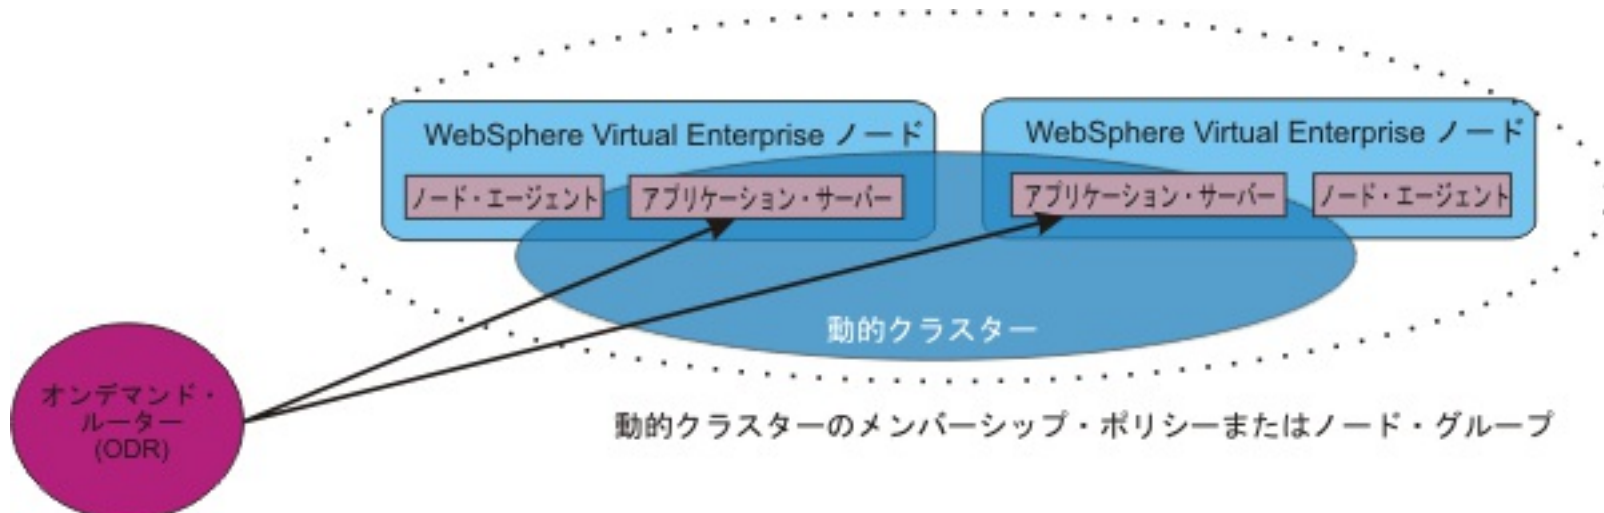 WebSphere Virtual Enterprise ノード
WebSphere Virtual Enterprise ノード
ノード・エージェント
アプリケーション・サーバー
アプリケーション・サーバー
ノード・エージェント
動的クラスター
オンデマンド・
ルーター
(ODR)
動的クラスターのメンバーシップ・ポリシーまたはノード・グループ